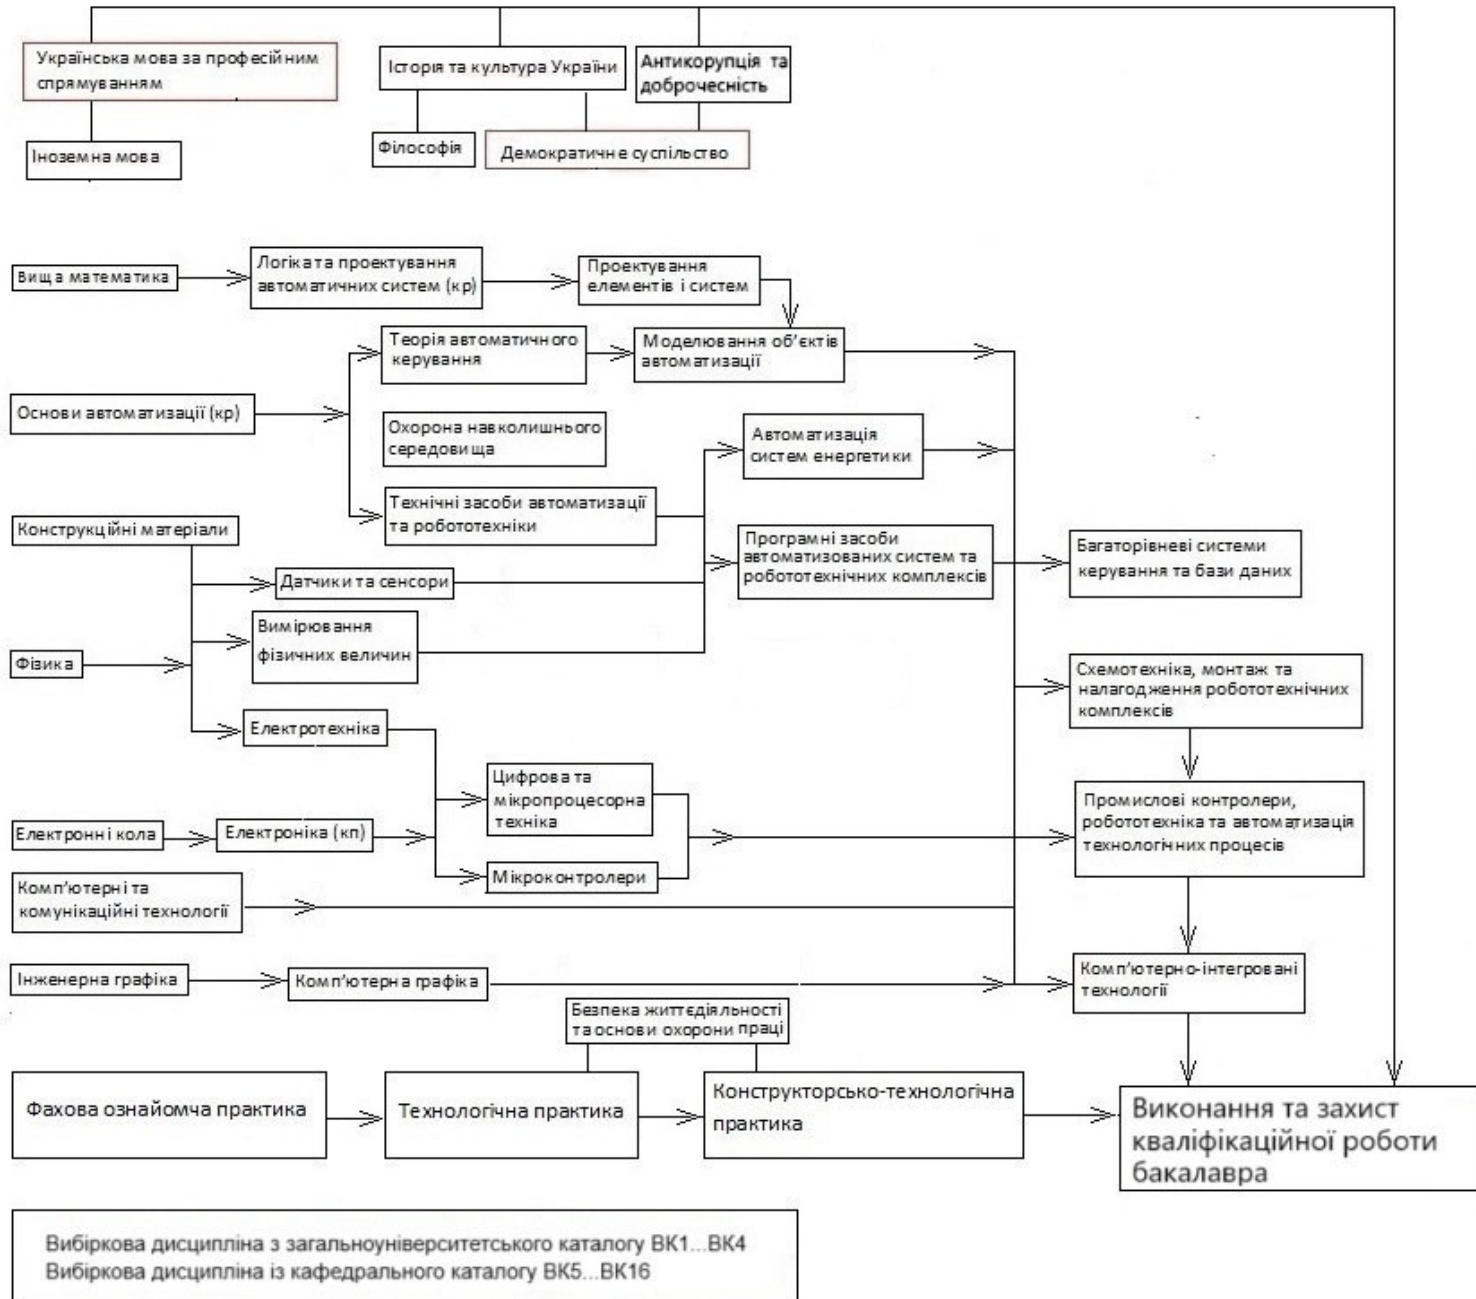 Українська мова за професійним
спрямуванням
Історія та культура України
Антикорупція та
доброчесність
Іноземна мова
Філософія
Демократичне суспільство
Вища математика
Логіка та проектування
автоматичних систем (кр)
Проектування
елементів і систем
Теорія автоматичного
керування
Моделювання об'єктів
автоматизації
Основи автоматизації (кр)
Охорона навколишнього
середовища
Автоматизація
систем енергетики
Технічні засоби автоматизації
та робототехніки
Конструкційні матеріали
Програмні засоби
автоматизованих систем та
робототехнічних комплексів
Багаторівневі системи
керування та бази даних
Датчики та сенсори
Вимірювання
фізичних величин
Фізика
Схемотехніка, монтаж та
налагодження робототехнічних
комплексів
Електротехніка
Цифрова та
мікропроцесорна
техніка
Промислові контролери,
робототехніка та автоматизація
технологічних процесів
Електронні кола
Електроніка (кп)
Мікроконтролери
Комп'ютерні та
комунікаційні технології
Інженерна графіка
Комп'ютерна графіка
Комп'ютерно-інтегровані
технології
Безпека життєдіяльності
та основи охорони праці
Фахова ознайомча практика
Технологічна практика
Конструкторсько-технологічна
практика
Виконання та захист
кваліфікаційної роботи
бакалавра
Вибіркова дисципліна з загальноуніверситетського каталогу ВК1...ВК4
Вибіркова дисципліна із кафедрального каталогу ВК5...ВК16